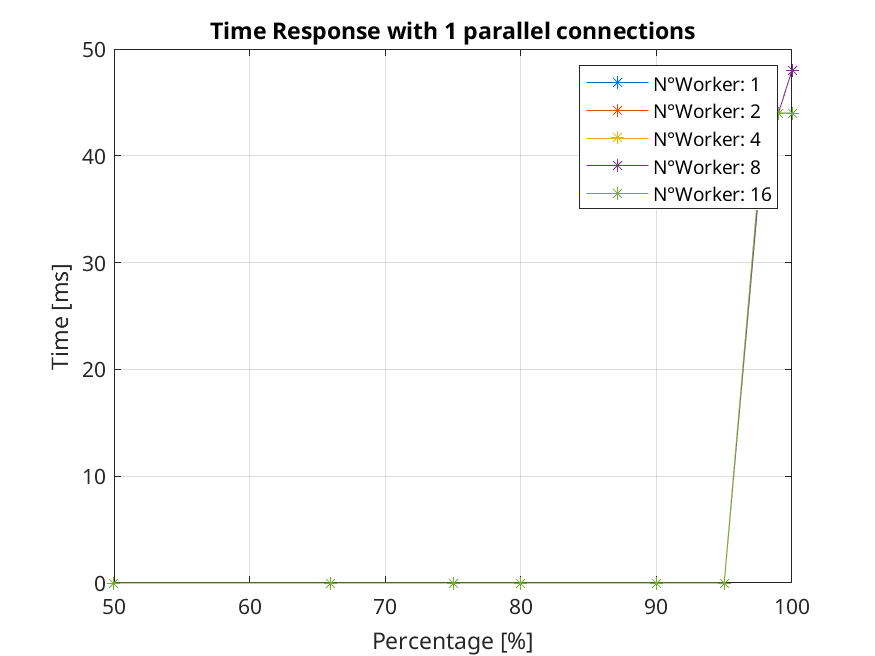 Time Response with 1 parallel connections
50
40
30
20
10
0
Time [ms]
N°Worker: 1
N°Worker: 2
N°Worker: 4
N°Worker: 8
N°Worker: 16
50 60 70 80 90 100
Percentage [%]